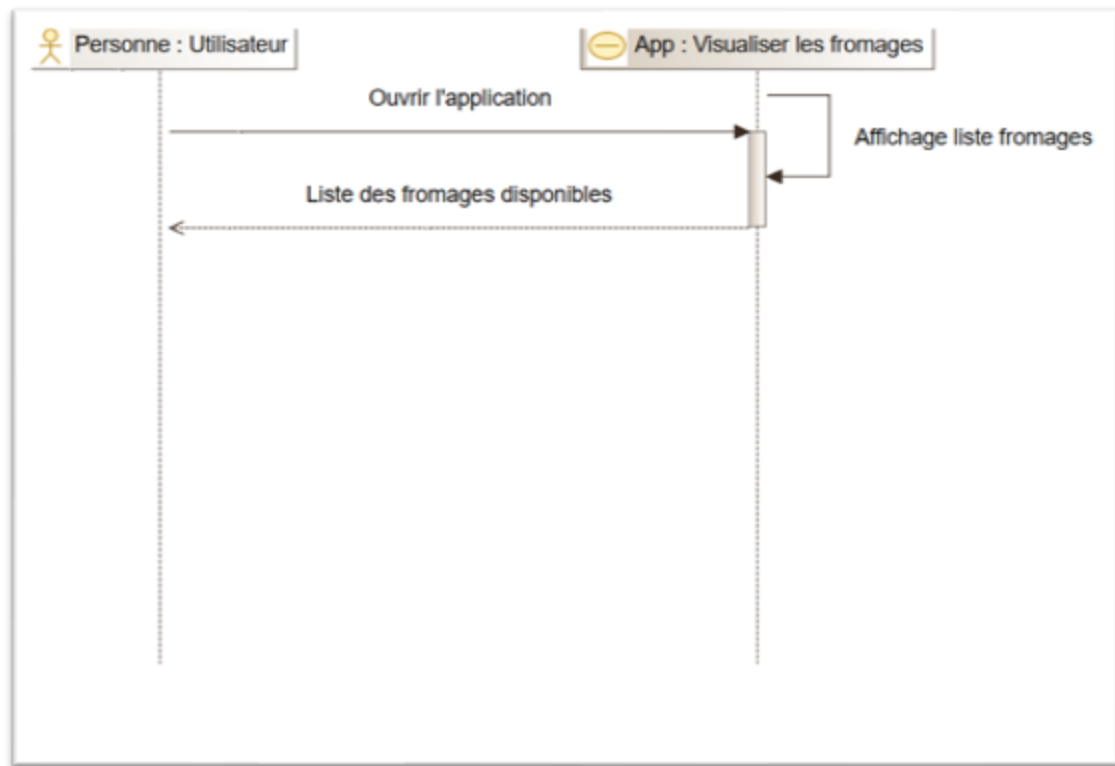 Personne : Utilisateur
App : Visualiser les fromages
Ouvrir l'application
Affichage liste fromages
Liste des fromages disponibles